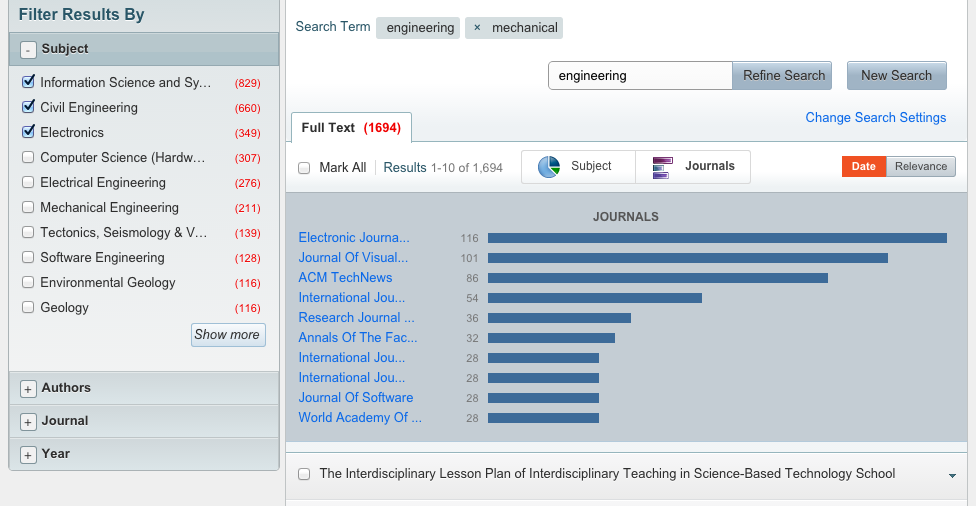 Filter Results By
- Subject
Information Science and Sy... (829)
Civil Engineering (660)
Electronics (349)
Computer Science (Hardw... (307)
Electrical Engineering (276)
Mechanical Engineering (211)
Tectonics, Seismology & V... (139)
Software Engineering (128)
Environmental Geology (116)
Geology (116)
Show more
+ Authors
+ Journal
+ Year
Search Term engineering × mechanical
engineering Refine Search New Search
Change Search Settings
Full Text (1694)
Mark All Results 1-10 of 1,694 Subject Journals Date Relevance
JOURNALS
Electronic Journa... 116
Journal Of Visual... 101
ACM TechNews 86
International Jou... 54
Research Journal ... 36
Annals Of The Fac... 32
International Jou... 28
International Jou... 28
Journal Of Software 28
World Academy Of ... 28
The Interdisciplinary Lesson Plan of Interdisciplinary Teaching in Science-Based Technology School